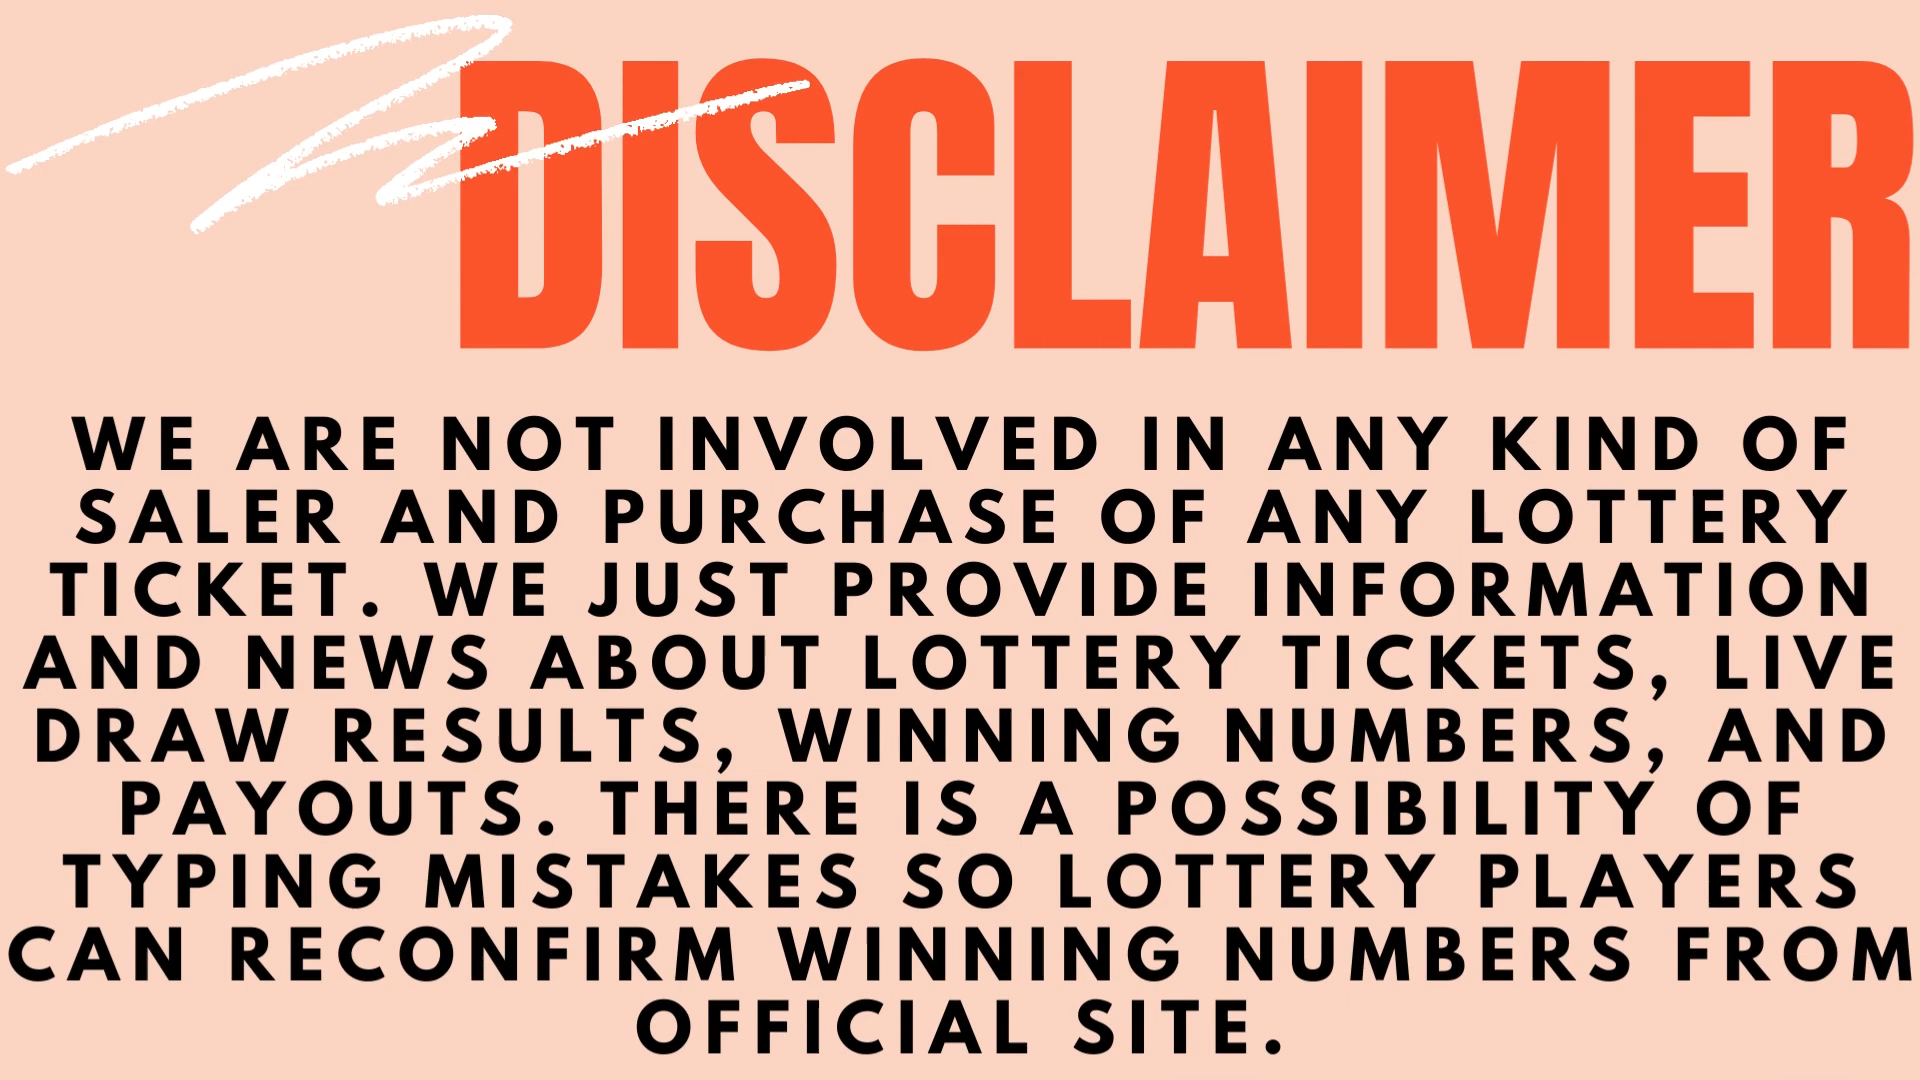 DISCLAIMER
WE ARE NOT INVOLVED IN ANY KIND OF
SALER AND PURCHASE OF ANY LOTTERY
TICKET. WE JUST PROVIDE INFORMATION
AND NEWS ABOUT LOTTERY TICKETS, LIVE
DRAW RESULTS, WINNING NUMBERS, AND
PAYOUTS. THERE IS A POSSIBILITY OF
TYPING MISTAKES SO LOTTERY PLAYERS
CAN RECONFIRM WINNING NUMBERS FROM
OFFICIAL SITE.